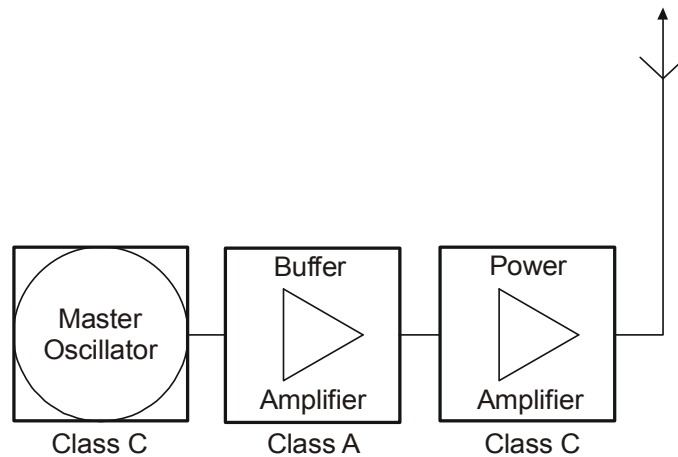 Master
Oscillator
Class C
Buffer
Amplifier
Class A
Power
Amplifier
Class C